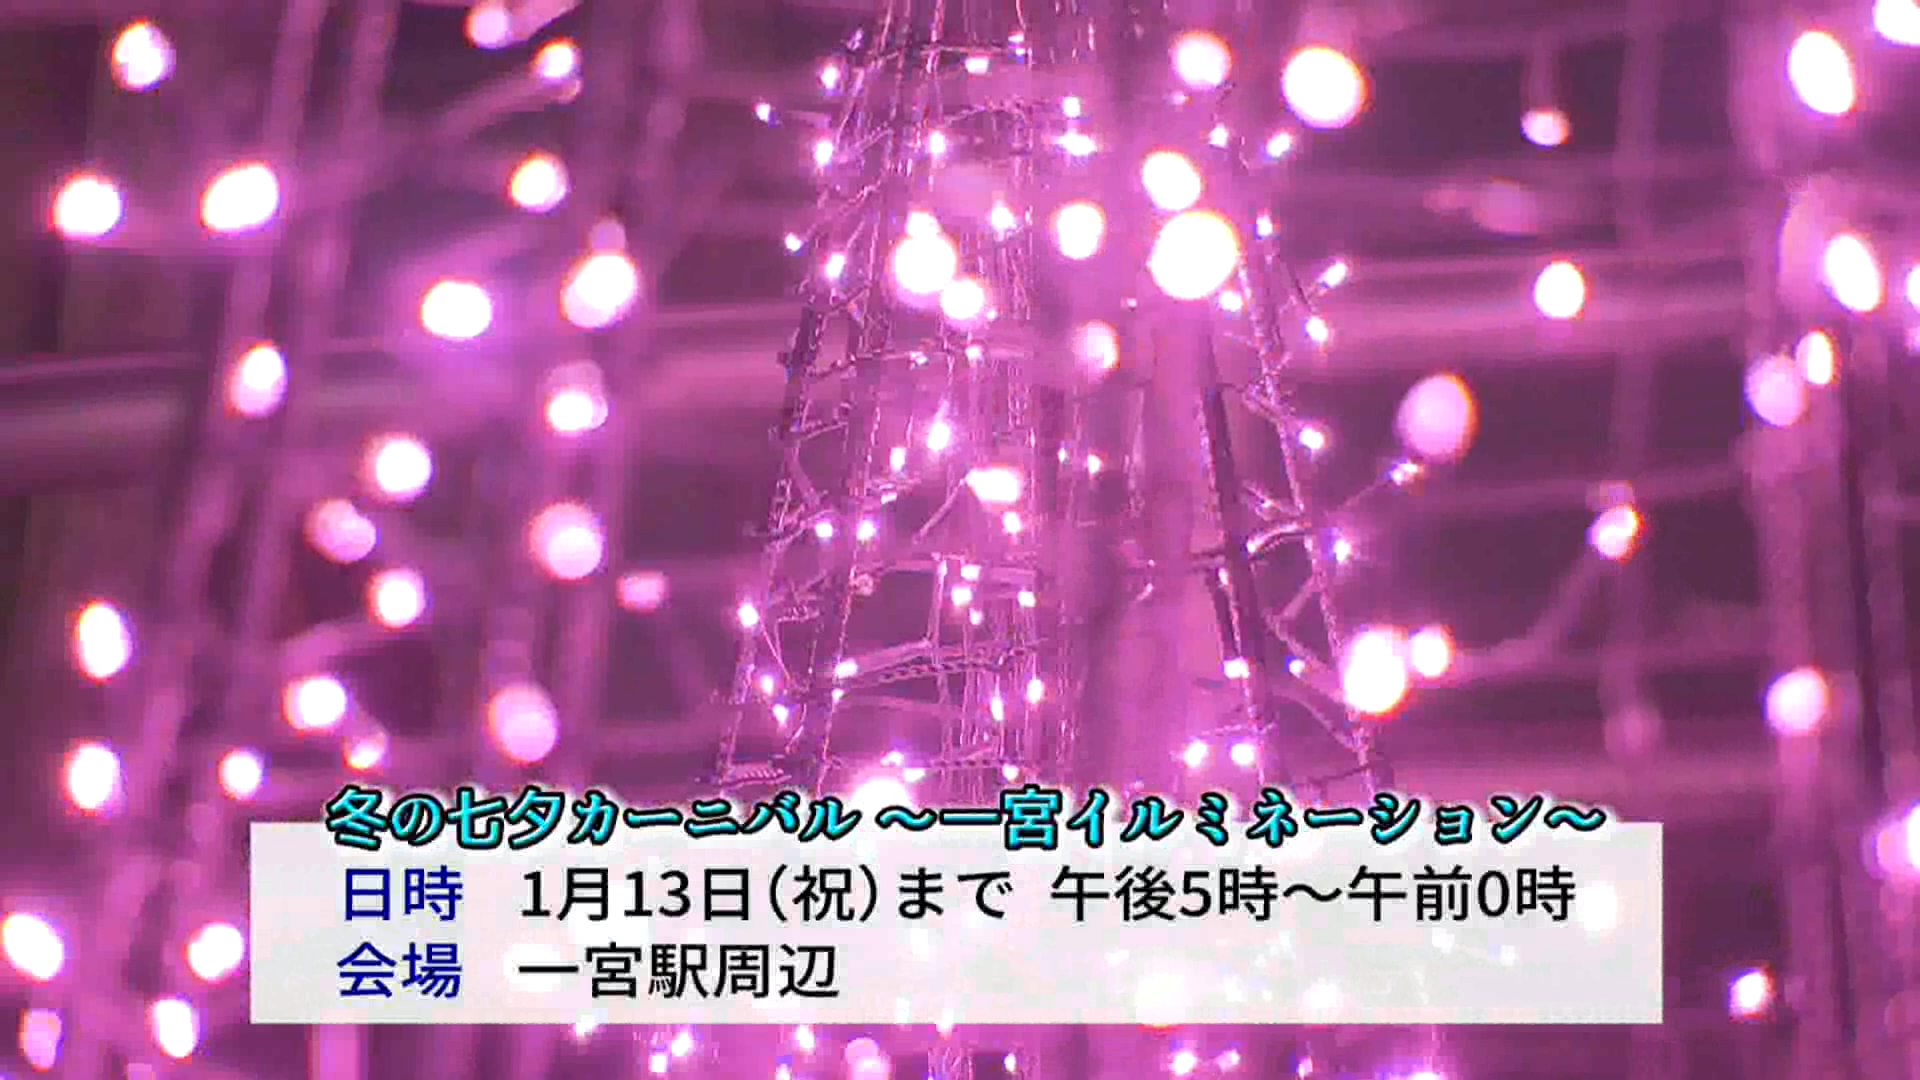 冬の七夕カーニバル ～一宮イルミネーション～
日時 1月13日（祝）まで 午後5時～午前0時
会場 一宮駅周辺